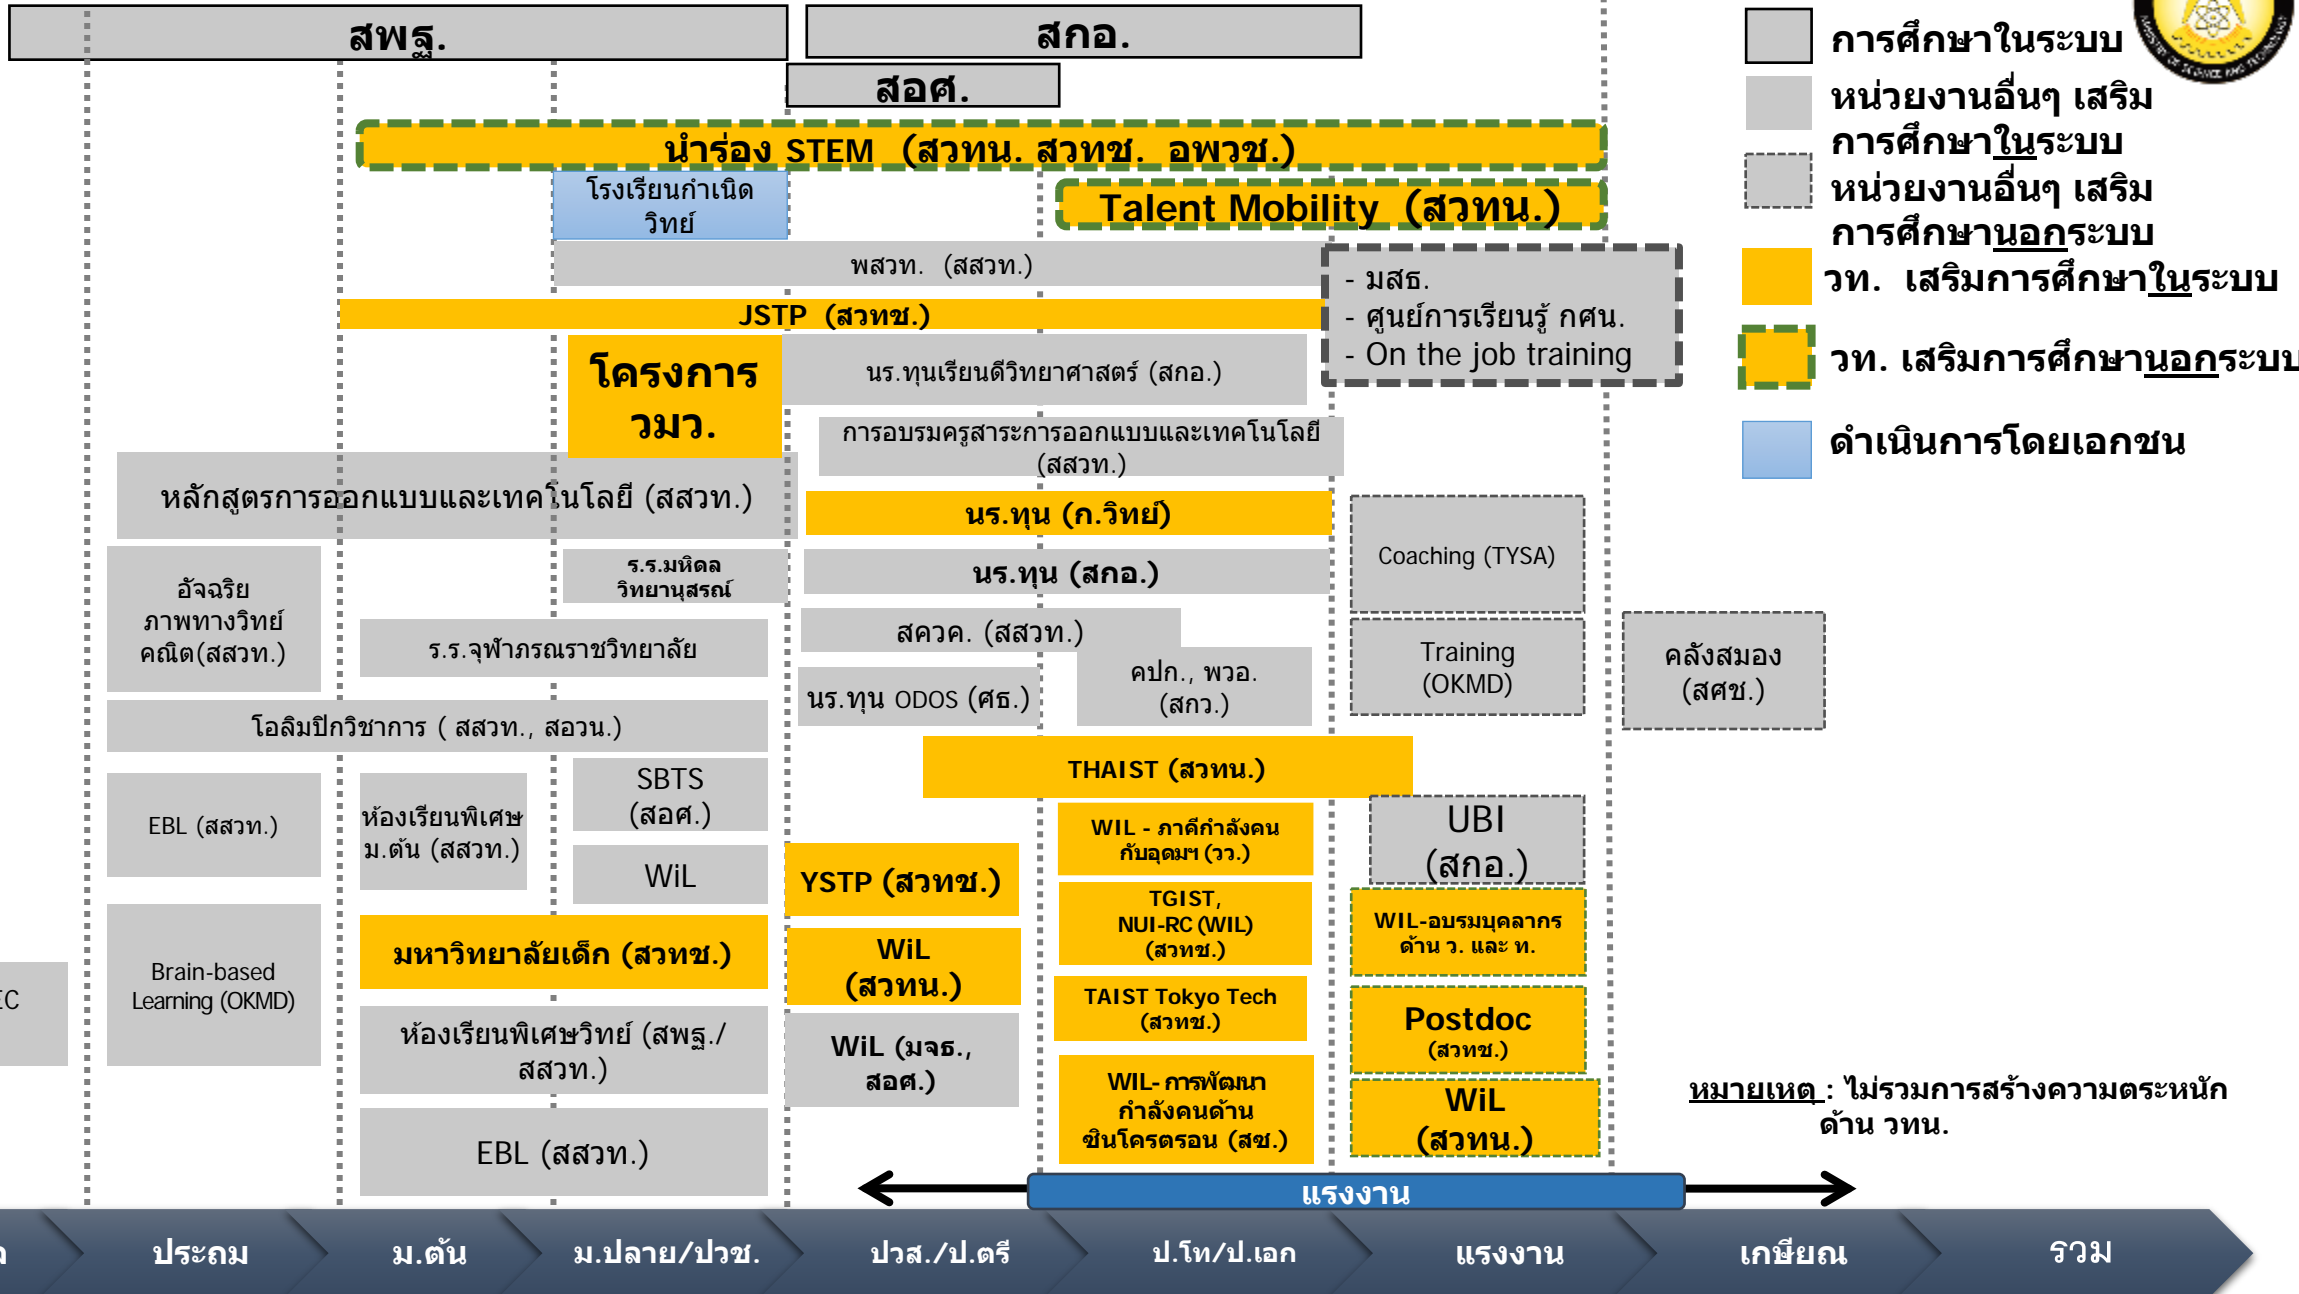 สพฐ.
สกอ.
สอศ.
นำร่อง STEM (สวทน. สวทช. อพวช.)
โรงเรียนกำเนิด
วิทย์
Talent Mobility (สวทน.)
พสวท. (สสวท.)
JSTP (สวทช.)
- มสธ.
- ศูนย์การเรียนรู้ กศน.
- On the job training
โครงการ
วมว.
นร.ทุนเรียนดีวิทยาศาสตร์ (สกอ.)
การอบรมครูสาระการออกแบบและเทคโนโลยี
(สสวท.)
หลักสูตรการออกแบบและเทคโนโลยี (สสวท.)
นร.ทุน (ก.วิทย์)
Coaching (TYSA)
ร.ร.มหิดล
วิทยานุสรณ์
นร.ทุน (สกอ.)
อัจฉริย
ภาพทางวิทย์
คณิต(สสวท.)
ร.ร.จุฬาภรณราชวิทยาลัย
สควค. (สสวท.)
Training
(OKMD)
คลังสมอง
(สศช.)
นร.ทุน ODOS (ศธ.)
คปก., พวอ.
(สกว.)
โอลิมปิกวิชาการ ( สสวท., สอวน.)
THAIST (สวทน.)
EBL (สสวท.)
ห้องเรียนพิเศษ
ม.ต้น (สสวท.)
SBTS
(สอศ.)
WiL
WIL - ภาคีกำลังคน
กับอุดมฯ (วว.)
UBI
(สกอ.)
YSTP (สวทช.)
TGIST,
NUI-RC (WIL)
(สวทช.)
WIL-อบรมบุคลากร
ด้าน ว. และ ท.
Brain-based
Learning (OKMD)
มหาวิทยาลัยเด็ก (สวทช.)
WiL
(สวทน.)
TAIST Tokyo Tech
(สวทช.)
Postdoc
(สวทช.)
ห้องเรียนพิเศษวิทย์ (สพฐ./
สสวท.)
WiL (มจธ.,
สอศ.)
WIL- การพัฒนา
กำลังคนด้าน
ซินโครตรอน (สซ.)
WiL
(สวทน.)
EBL (สสวท.)
แรงงาน
ประถม
ม.ต้น
ม.ปลาย/ปวช.
ปวส./ป.ตรี
ป.โท/ป.เอก
แรงงาน
เกษียณ
รวม
การศึกษาในระบบ
หน่วยงานอื่นๆ เสริม
การศึกษาในระบบ
หน่วยงานอื่นๆ เสริม
การศึกษานอกระบบ
วท. เสริมการศึกษาในระบบ
วท. เสริมการศึกษานอกระบบ
ดำเนินการโดยเอกชน
หมายเหตุ : ไม่รวมการสร้างความตระหนัก
ด้าน วทน.